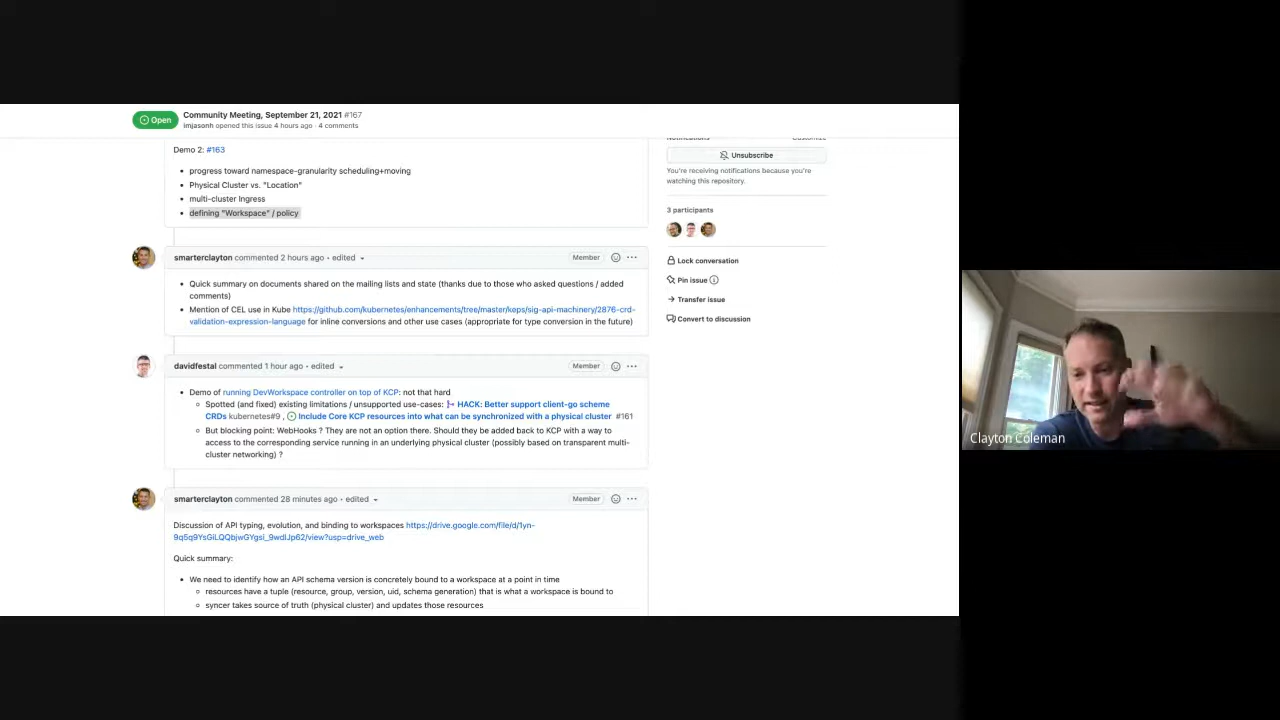 Open
Community Meeting, September 21, 2021 #167
imjasonh opened this issue 4 hours ago · 4 comments
Demo 2: #163
progress toward namespace-granularity scheduling+moving
Physical Cluster vs. "Location"
multi-cluster Ingress
defining "Workspace" / policy
smarterclayton commented 2 hours ago • edited
Member
Quick summary on documents shared on the mailing lists and state (thanks due to those who asked questions / added
comments)
Mention of CEL use in Kube https://github.com/kubernetes/enhancements/tree/master/keps/sig-api-machinery/2876-crd-
validation-expression-language for inline conversions and other use cases (appropriate for type conversion in the future)
davidfestal commented 1 hour ago • edited
Member
Demo of running DevWorkspace controller on top of KCP: not that hard
Spotted (and fixed) existing limitations / unsupported use-cases: HACK: Better support client-go scheme
CRDs kubernetes#9 , Include Core KCP resources into what can be synchronized with a physical cluster #161
But blocking point: WebHooks ? They are not an option there. Should they be added back to KCP with a way to
access to the corresponding service running in an underlying physical cluster (possibly based on transparent multi-
cluster networking) ?
smarterclayton commented 28 minutes ago • edited
Member
Discussion of API typing, evolution, and binding to workspaces https://drive.google.com/file/d/1yn-
Quick summary:
We need to identify how an API schema version is concretely bound to a workspace at a point in time
resources have a tuple (resource, group, version, uid, schema generation) that is what a workspace is bound to
syncer takes source of truth (physical cluster) and updates those resources
Notifications
Customize
Unsubscribe
You're receiving notifications because you're
watching this repository.
3 participants
Lock conversation
Pin issue
Transfer issue
Convert to discussion
Clayton Coleman